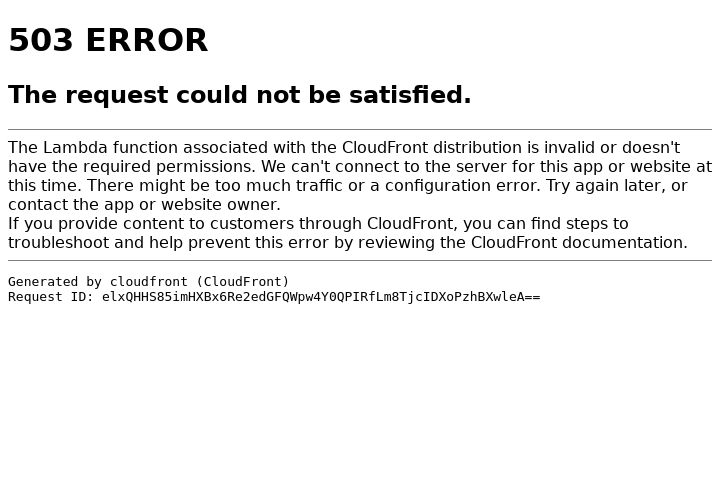 503 ERROR
The request could not be satisfied.
The Lambda function associated with the CloudFront distribution is invalid or doesn't
have the required permissions. We can't connect to the server for this app or website at
this time. There might be too much traffic or a configuration error. Try again later, or
contact the app or website owner.
If you provide content to customers through CloudFront, you can find steps to
troubleshoot and help prevent this error by reviewing the CloudFront documentation.
Generated by cloudfront (CloudFront)
Request ID: elxQHHS85imHXBx6Re2edGFQWpw4Y0QPIRfLm8TjcIDXoPzhBXwleA==